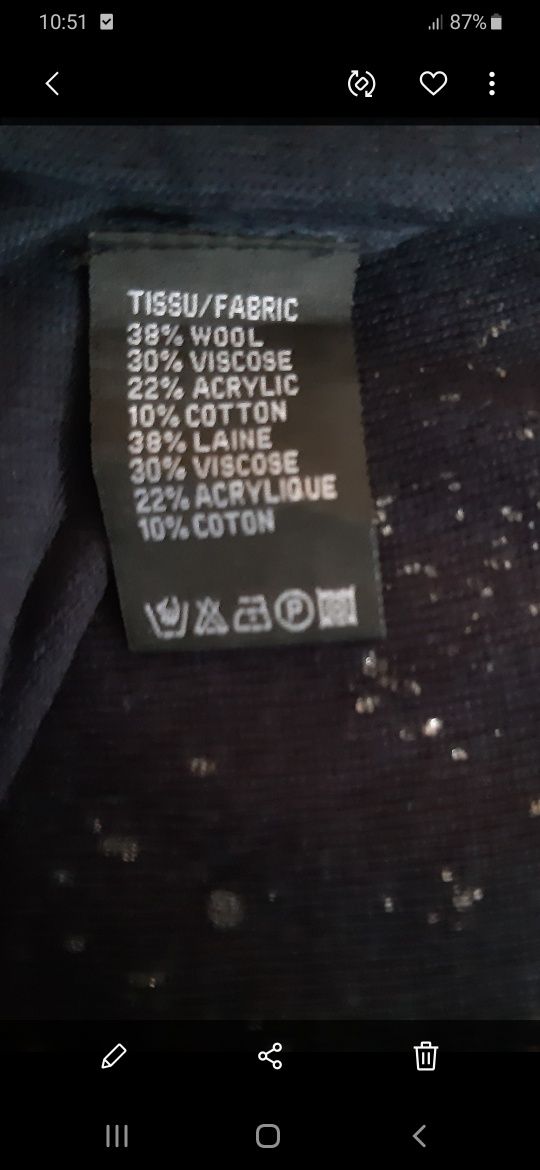 10:51
87%
TISSU/FABRIC
38% WOOL
30% VISCOSE
22% ACRYLIC
10% COTTON
38% LAINE
30% VISCOSE
22% ACRYLIQUE
10% COTON
P